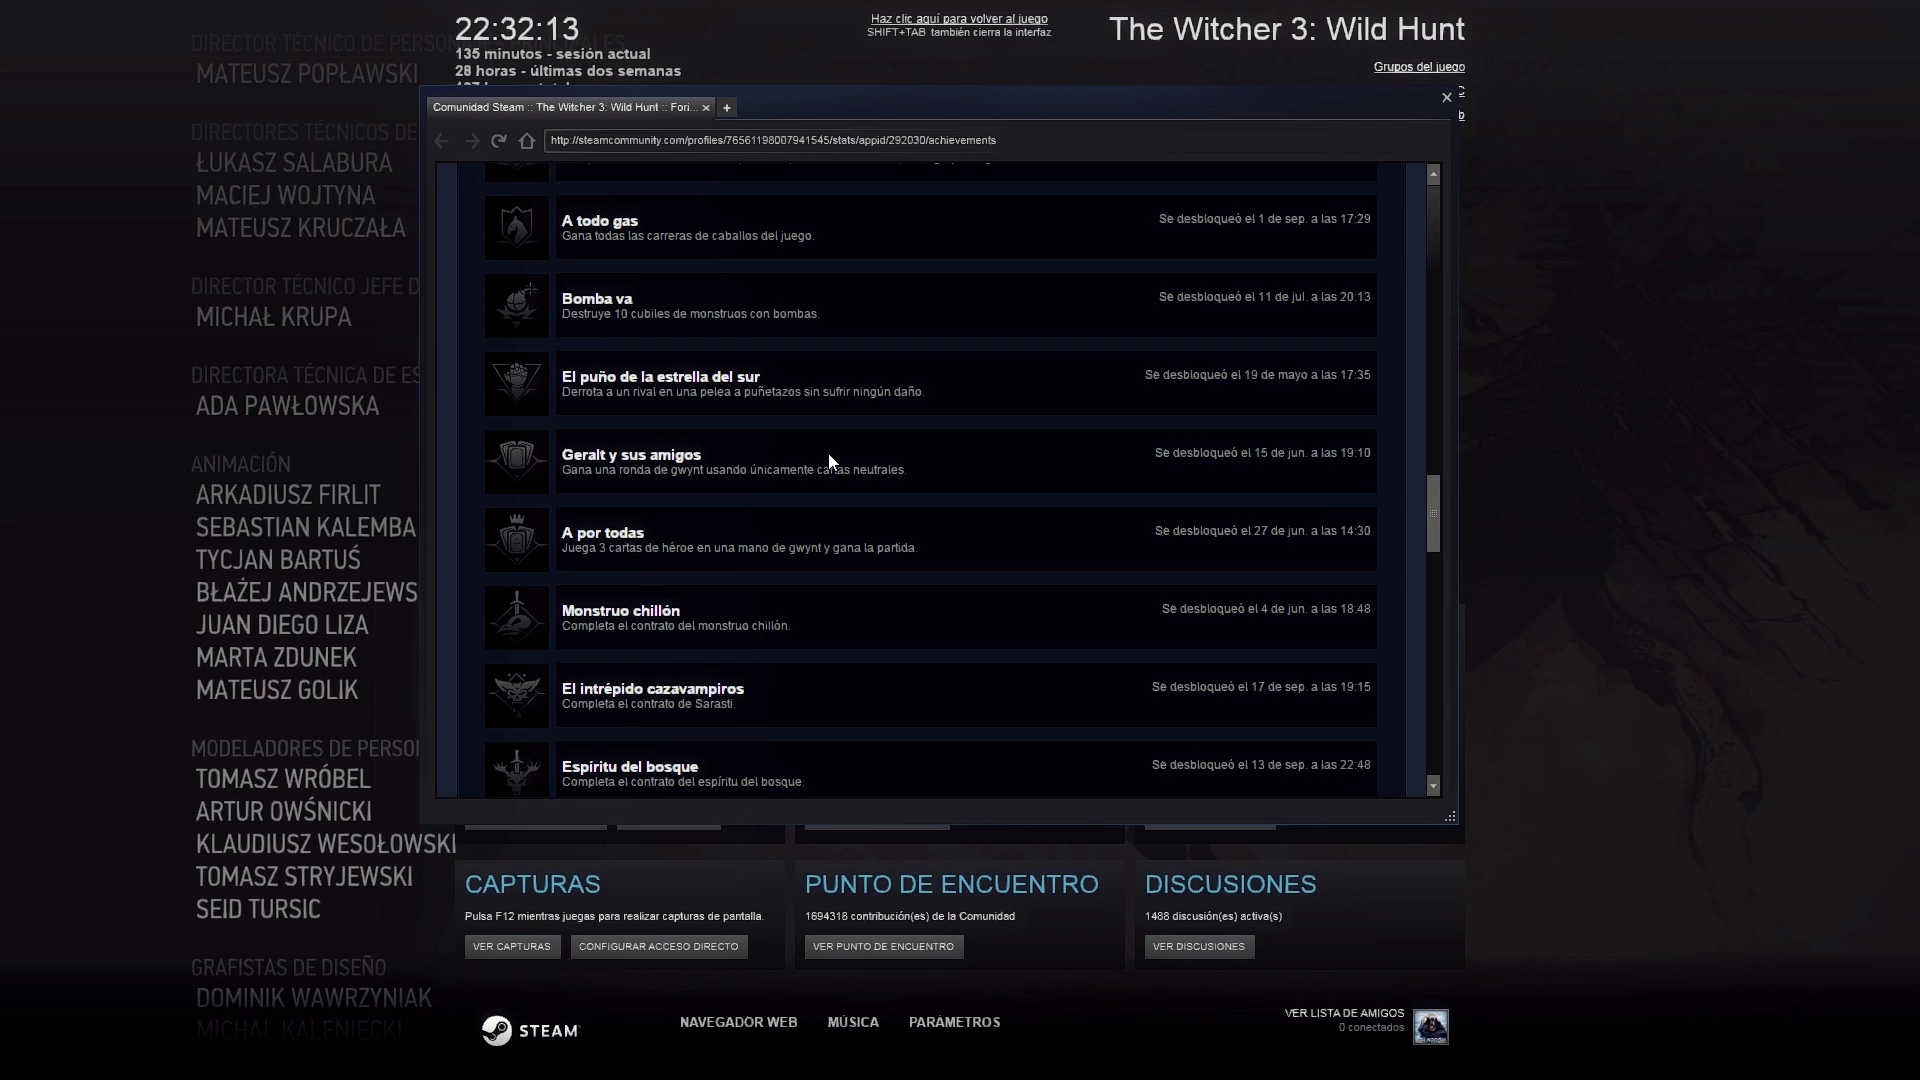 22:32:13
135 minutos - sesión actual
28 horas - últimas dos semanas
Haz clic aquí para volver al juego
SHIFT+TAB también cierra la interfaz
The Witcher 3: Wild Hunt
Grupos del juego
DIRECTOR TÉCNICO DE PERSONAJES PRINCIPALES
MATEUSZ POPŁAWSKI
DIRECTORES TÉCNICOS DE
ŁUKASZ SALABURA
MACIEJ WOJTYNA
MATEUSZ KRUCZAŁA
DIRECTOR TÉCNICO JEFE D
MICHAŁ KRUPA
DIRECTORA TÉCNICA DE ES
ADA PAWŁOWSKA
ANIMACIÓN
ARKADIUSZ FIRLIT
SEBASTIAN KALEMBA
TYCJAN BARTUŚ
BŁAŻEJ ANDRZEJEWS
JUAN DIEGO LIZA
MARTA ZDUNEK
MATEUSZ GOLIK
MODELADORES DE PERSON
TOMASZ WRÓBEL
ARTUR OWŚNICKI
KLAUDIUSZ WESOŁOWSKI
TOMASZ STRYJEWSKI
SEID TURSIC
GRAFISTAS DE DISEÑO
DOMINIK WAWRZYNIAK
MICHAŁ KALENIECKI
Comunidad Steam :: The Witcher 3: Wild Hunt :: Fori...
http://steamcommunity.com/profiles/76561198007941545/stats/appid/292030/achievements
A todo gas
Se desbloqueó el 1 de sep. a las 17:29
Gana todas las carreras de caballos del juego.
Bomba va
Se desbloqueó el 11 de jul. a las 20:13
Destruye 10 cubiles de monstruos con bombas.
El puño de la estrella del sur
Se desbloqueó el 19 de mayo a las 17:35
Derrota a un rival en una pelea a puñetazos sin sufrir ningún daño.
Geralt y sus amigos
Se desbloqueó el 15 de jun. a las 19:10
Gana una ronda de gwynt usando únicamente cartas neutrales.
A por todas
Se desbloqueó el 27 de jun. a las 14:30
Juega 3 cartas de héroe en una mano de gwynt y gana la partida.
Monstruo chillón
Se desbloqueó el 4 de jun. a las 18:48
Completa el contrato del monstruo chillón.
El intrépido cazavampiros
Se desbloqueó el 17 de sep. a las 19:15
Completa el contrato de Sarasti.
Espíritu del bosque
Se desbloqueó el 13 de sep. a las 22:48
Completa el contrato del espíritu del bosque.
CAPTURAS
Pulsa F12 mientras juegas para realizar capturas de pantalla.
VER CAPTURAS
CONFIGURAR ACCESO DIRECTO
PUNTO DE ENCUENTRO
1694318 contribución(es) de la Comunidad
VER PUNTO DE ENCUENTRO
DISCUSIONES
1488 discusión(es) activa(s)
VER DISCUSIONES
STEAM
NAVEGADOR WEB
MÚSICA
PARÁMETROS
VER LISTA DE AMIGOS
0 conectados